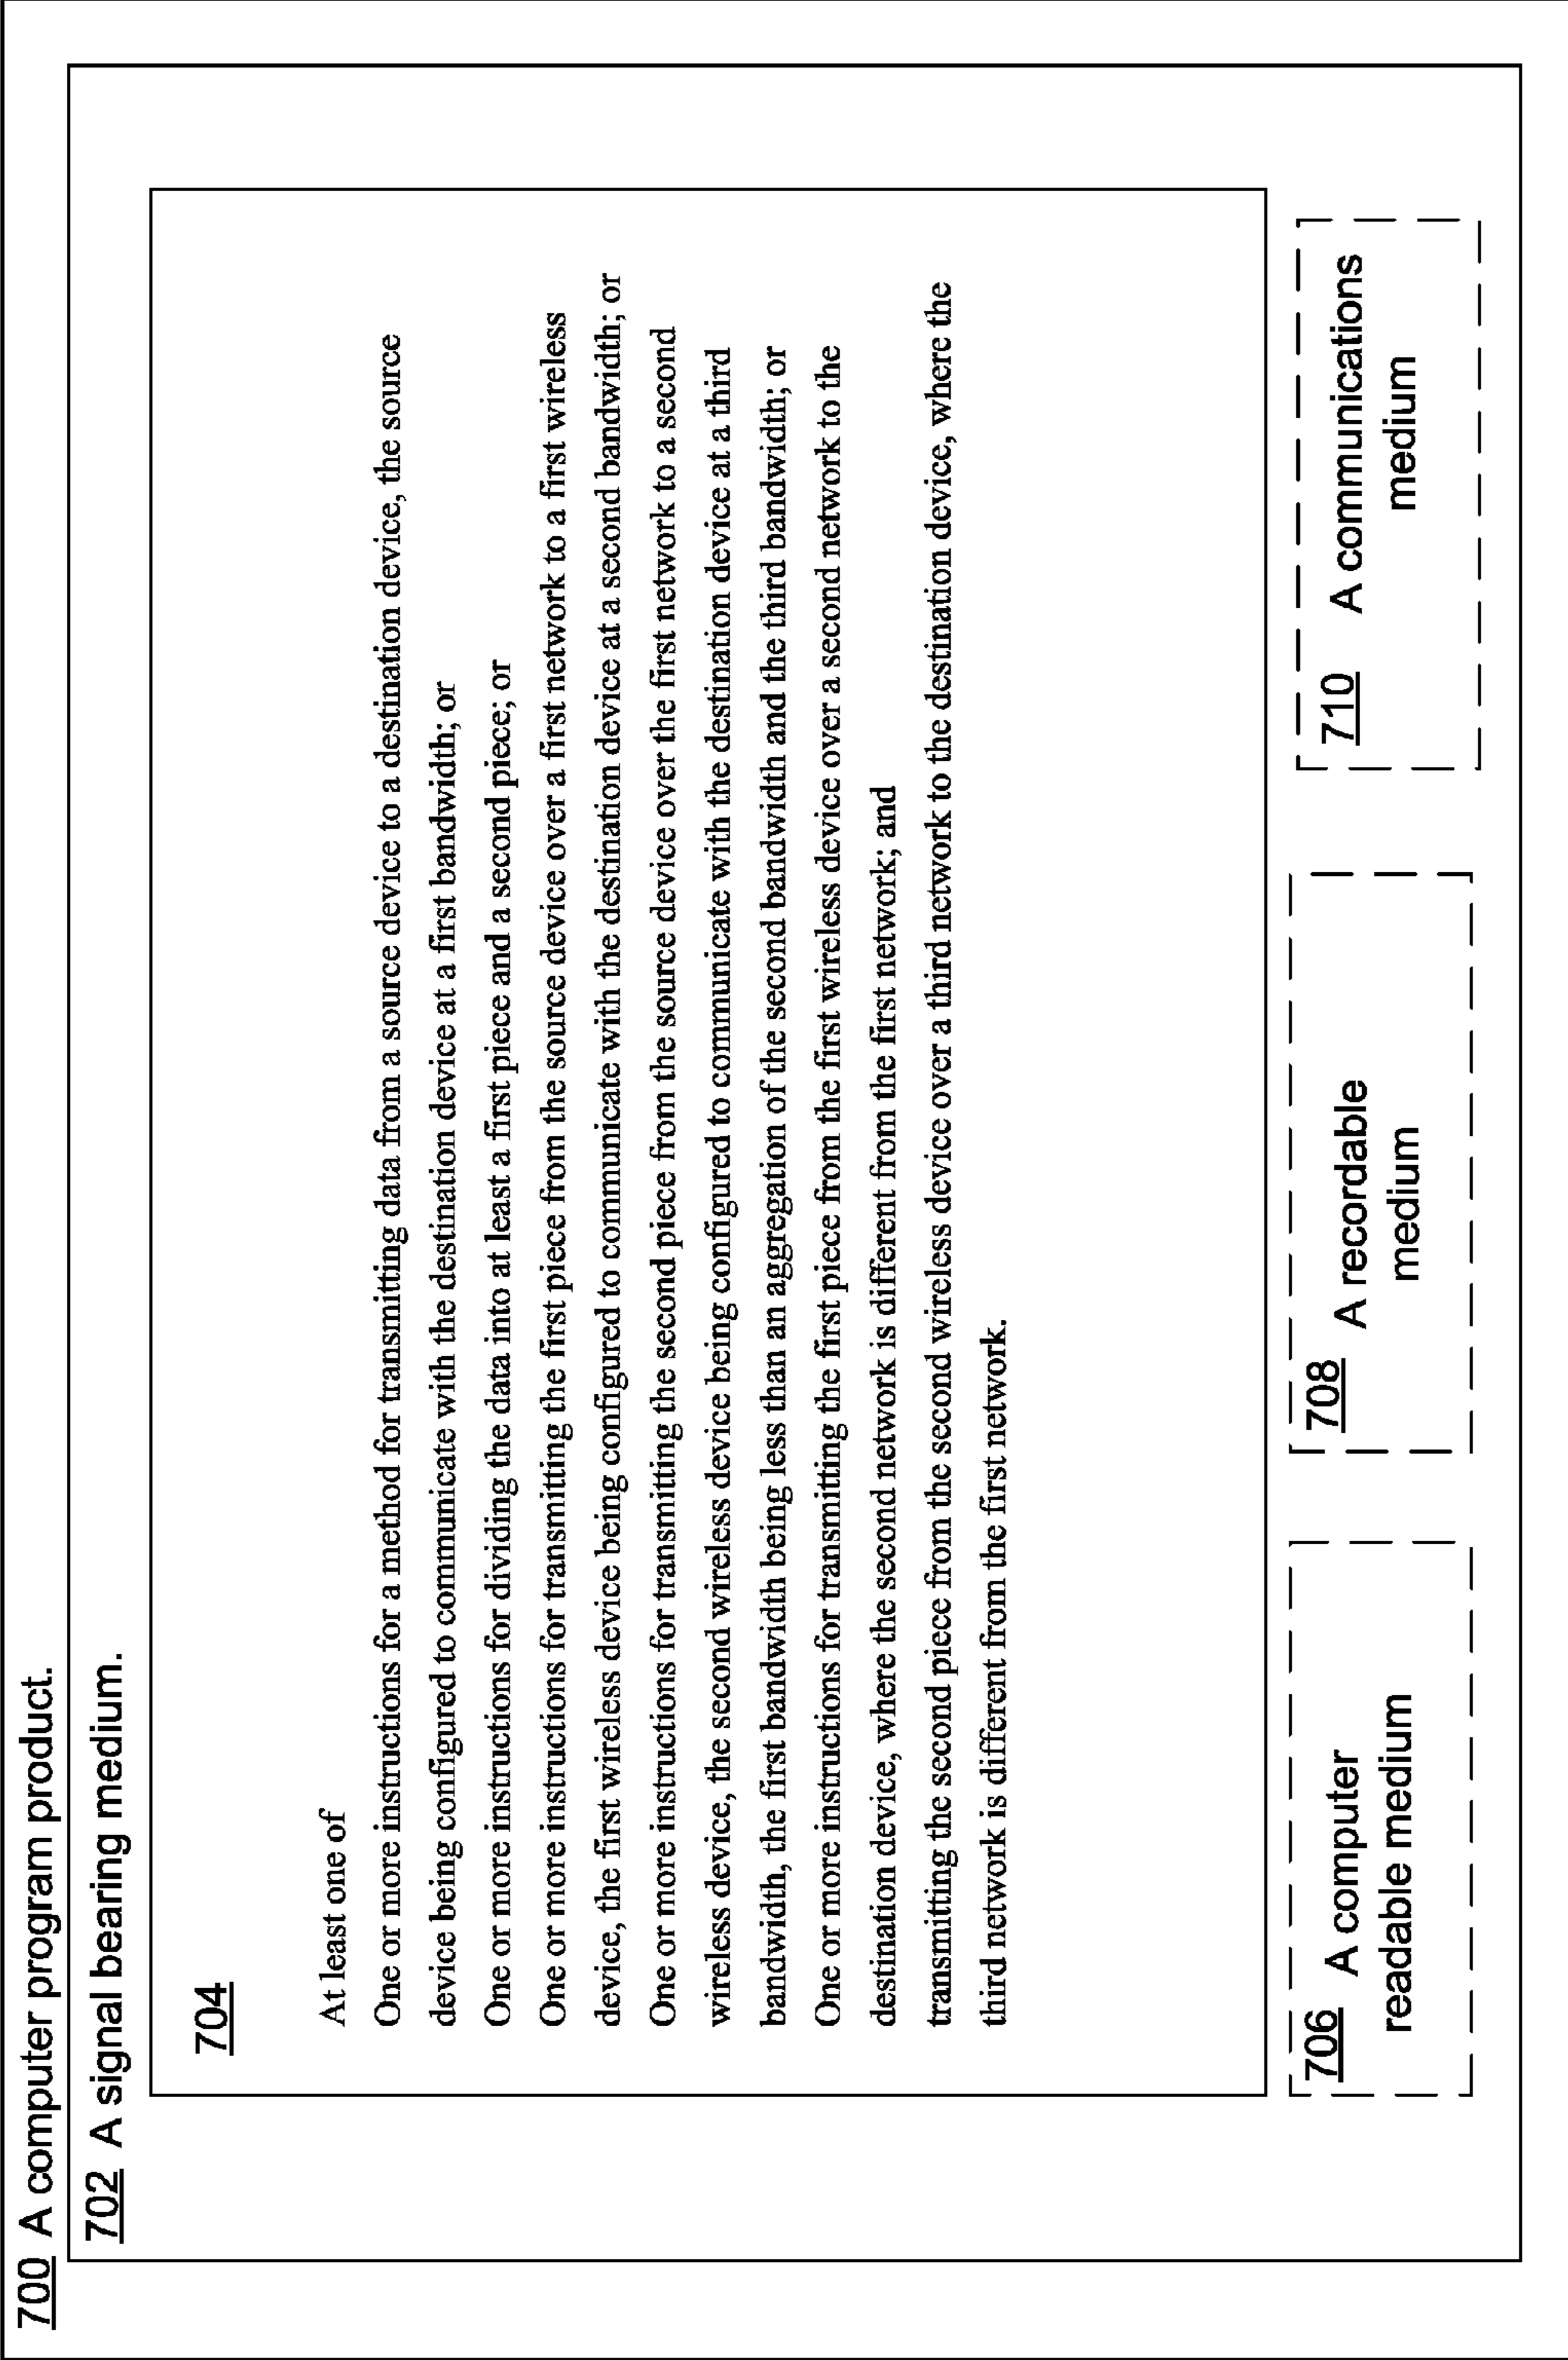 700 A computer program product.
702 A signal bearing medium.
704
At least one of
One or more instructions for a method for transmitting data from a source device to a destination device, the source
device being configured to communicate with the destination device at a first bandwidth; or
One or more instructions for dividing the data into at least a first piece and a second piece; or
One or more instructions for transmitting the first piece from the source device over a first network to a first wireless
device, the first wireless device being configured to communicate with the destination device at a second bandwidth; or
One or more instructions for transmitting the second piece from the source device over the first network to a second
wireless device, the second wireless device being configured to communicate with the destination device at a third
bandwidth, the first bandwidth being less than an aggregation of the second bandwidth and the third bandwidth; or
One or more instructions for transmitting the first piece from the first wireless device over a second network to the
destination device, where the second network is different from the first network; and
transmitting the second piece from the second wireless device over a third network to the destination device, where the
third network is different from the first network.
706 A computer
readable medium
708 A recordable
medium
710 A communications
medium